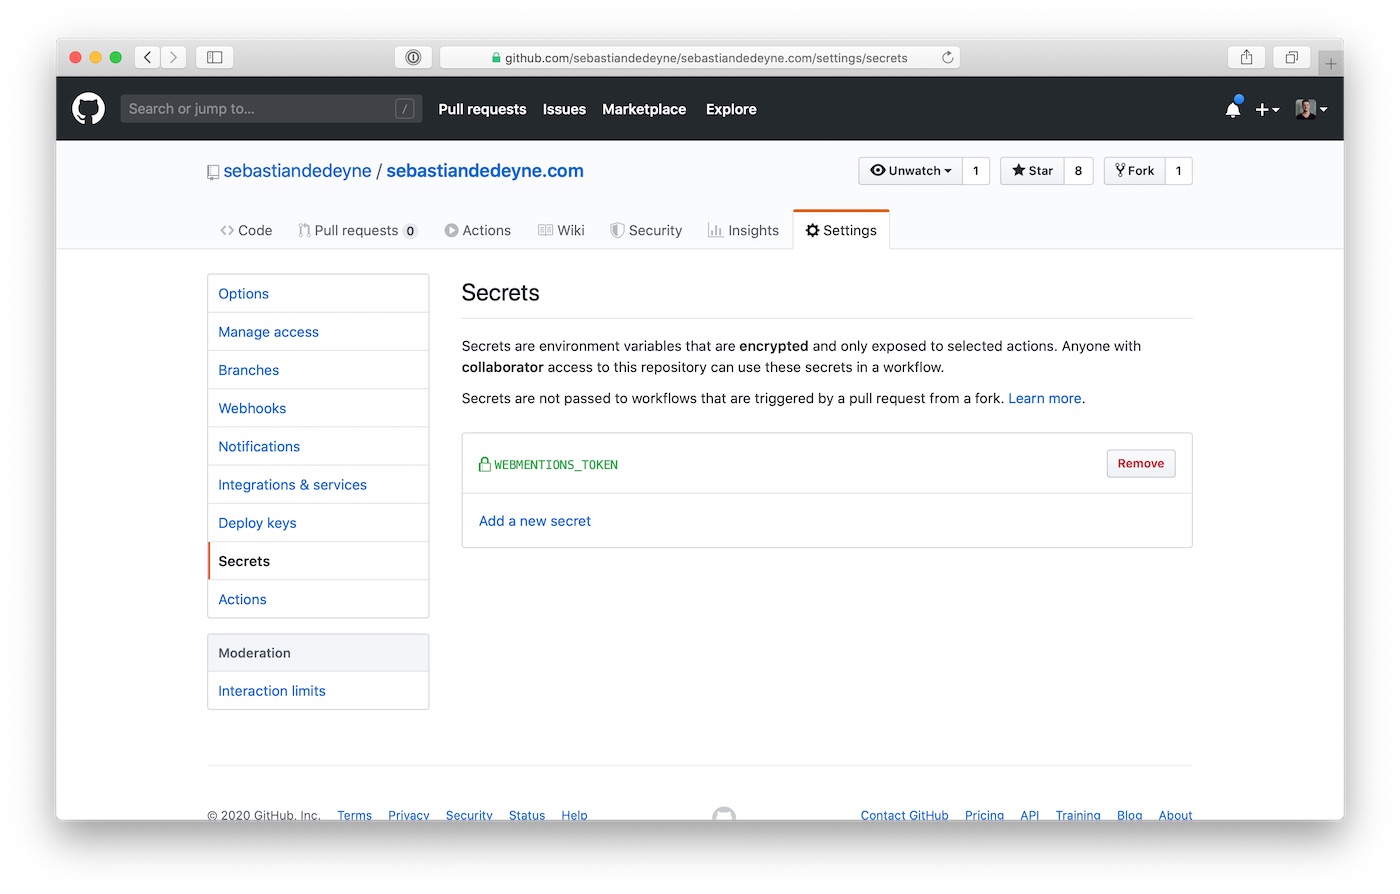 github.com/sebastiandedeyne/sebastiandedeyne.com/settings/secrets
Search or jump to... /
Pull requests Issues Marketplace Explore
sebastiandedeyne / sebastiandedeyne.com
Unwatch 1 Star 8 Fork 1
Code Pull requests 0 Actions Wiki Security Insights Settings
Options
Manage access
Branches
Webhooks
Notifications
Integrations & services
Deploy keys
Secrets
Actions
Moderation
Interaction limits
Secrets
Secrets are environment variables that are encrypted and only exposed to selected actions. Anyone with
collaborator access to this repository can use these secrets in a workflow.
Secrets are not passed to workflows that are triggered by a pull request from a fork. Learn more.
WEBMENTIONS_TOKEN Remove
Add a new secret
© 2020 GitHub, Inc. Terms Privacy Security Status Help Contact GitHub Pricing API Training Blog About